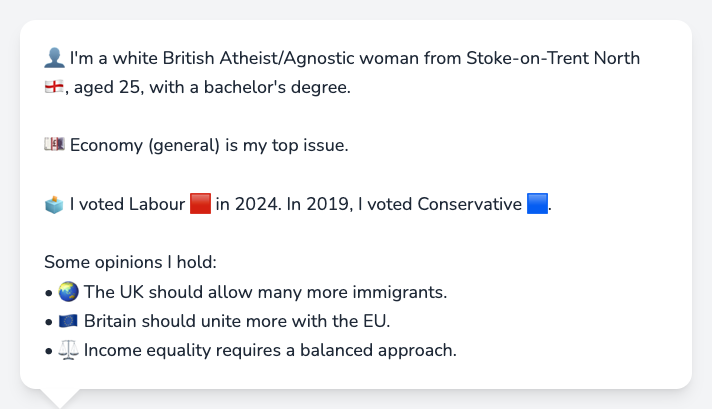 👤 I'm a white British Atheist/Agnostic woman from Stoke-on-Trent North
🏴󠁧󠁢󠁥󠁮󠁧󠁿, aged 25, with a bachelor's degree.
💷 Economy (general) is my top issue.
🗳️ I voted Labour 🟥 in 2024. In 2019, I voted Conservative 🟦.
Some opinions I hold:
• 🌏 The UK should allow many more immigrants.
• 🇪🇺 Britain should unite more with the EU.
• ⚖️ Income equality requires a balanced approach.